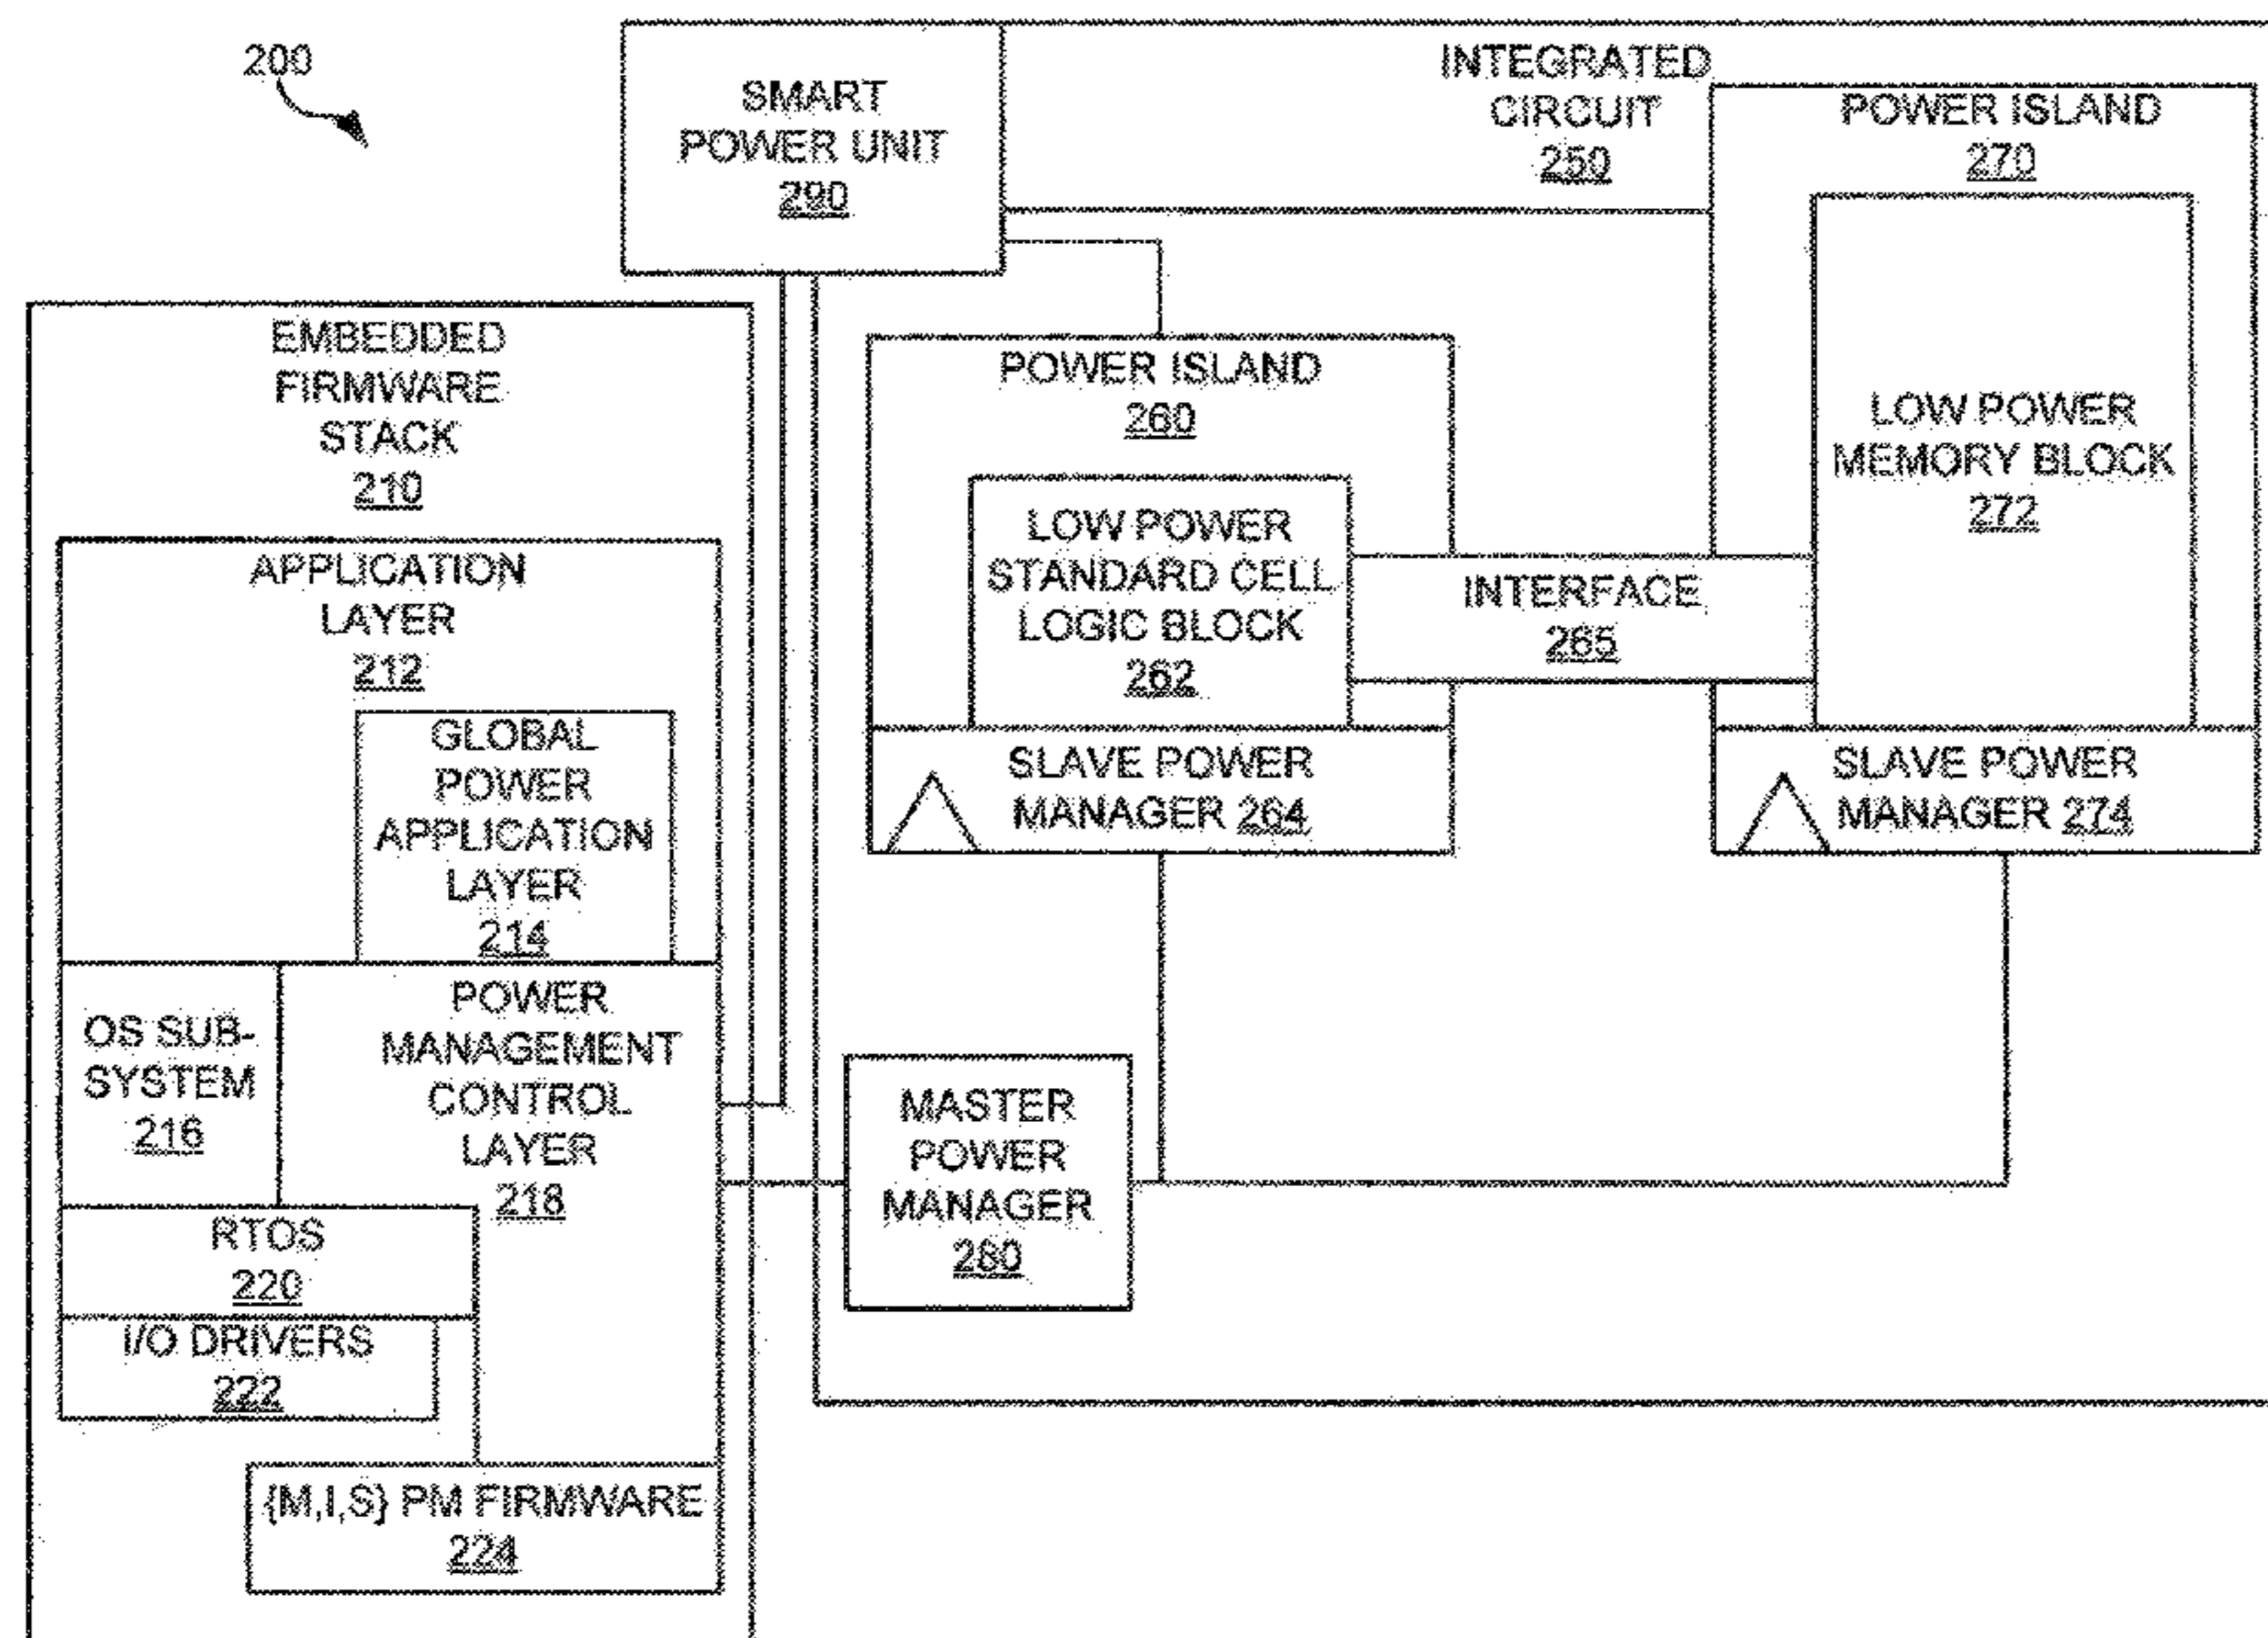 200
SMART
POWER UNIT
290
INTEGRATED
CIRCUIT
250
POWER ISLAND
270
LOW POWER
MEMORY BLOCK
272
SLAVE POWER
MANAGER 274
POWER ISLAND
260
LOW POWER
STANDARD CELL
LOGIC BLOCK
262
INTERFACE
265
SLAVE POWER
MANAGER 264
EMBEDDED
FIRMWARE
STACK
210
APPLICATION
LAYER
212
GLOBAL
POWER
APPLICATION
LAYER
214
OS SUB-
SYSTEM
216
POWER
MANAGEMENT
CONTROL
LAYER
218
RTOS
220
I/O DRIVERS
222
{M,I,S} PM FIRMWARE
224
MASTER
POWER
MANAGER
280